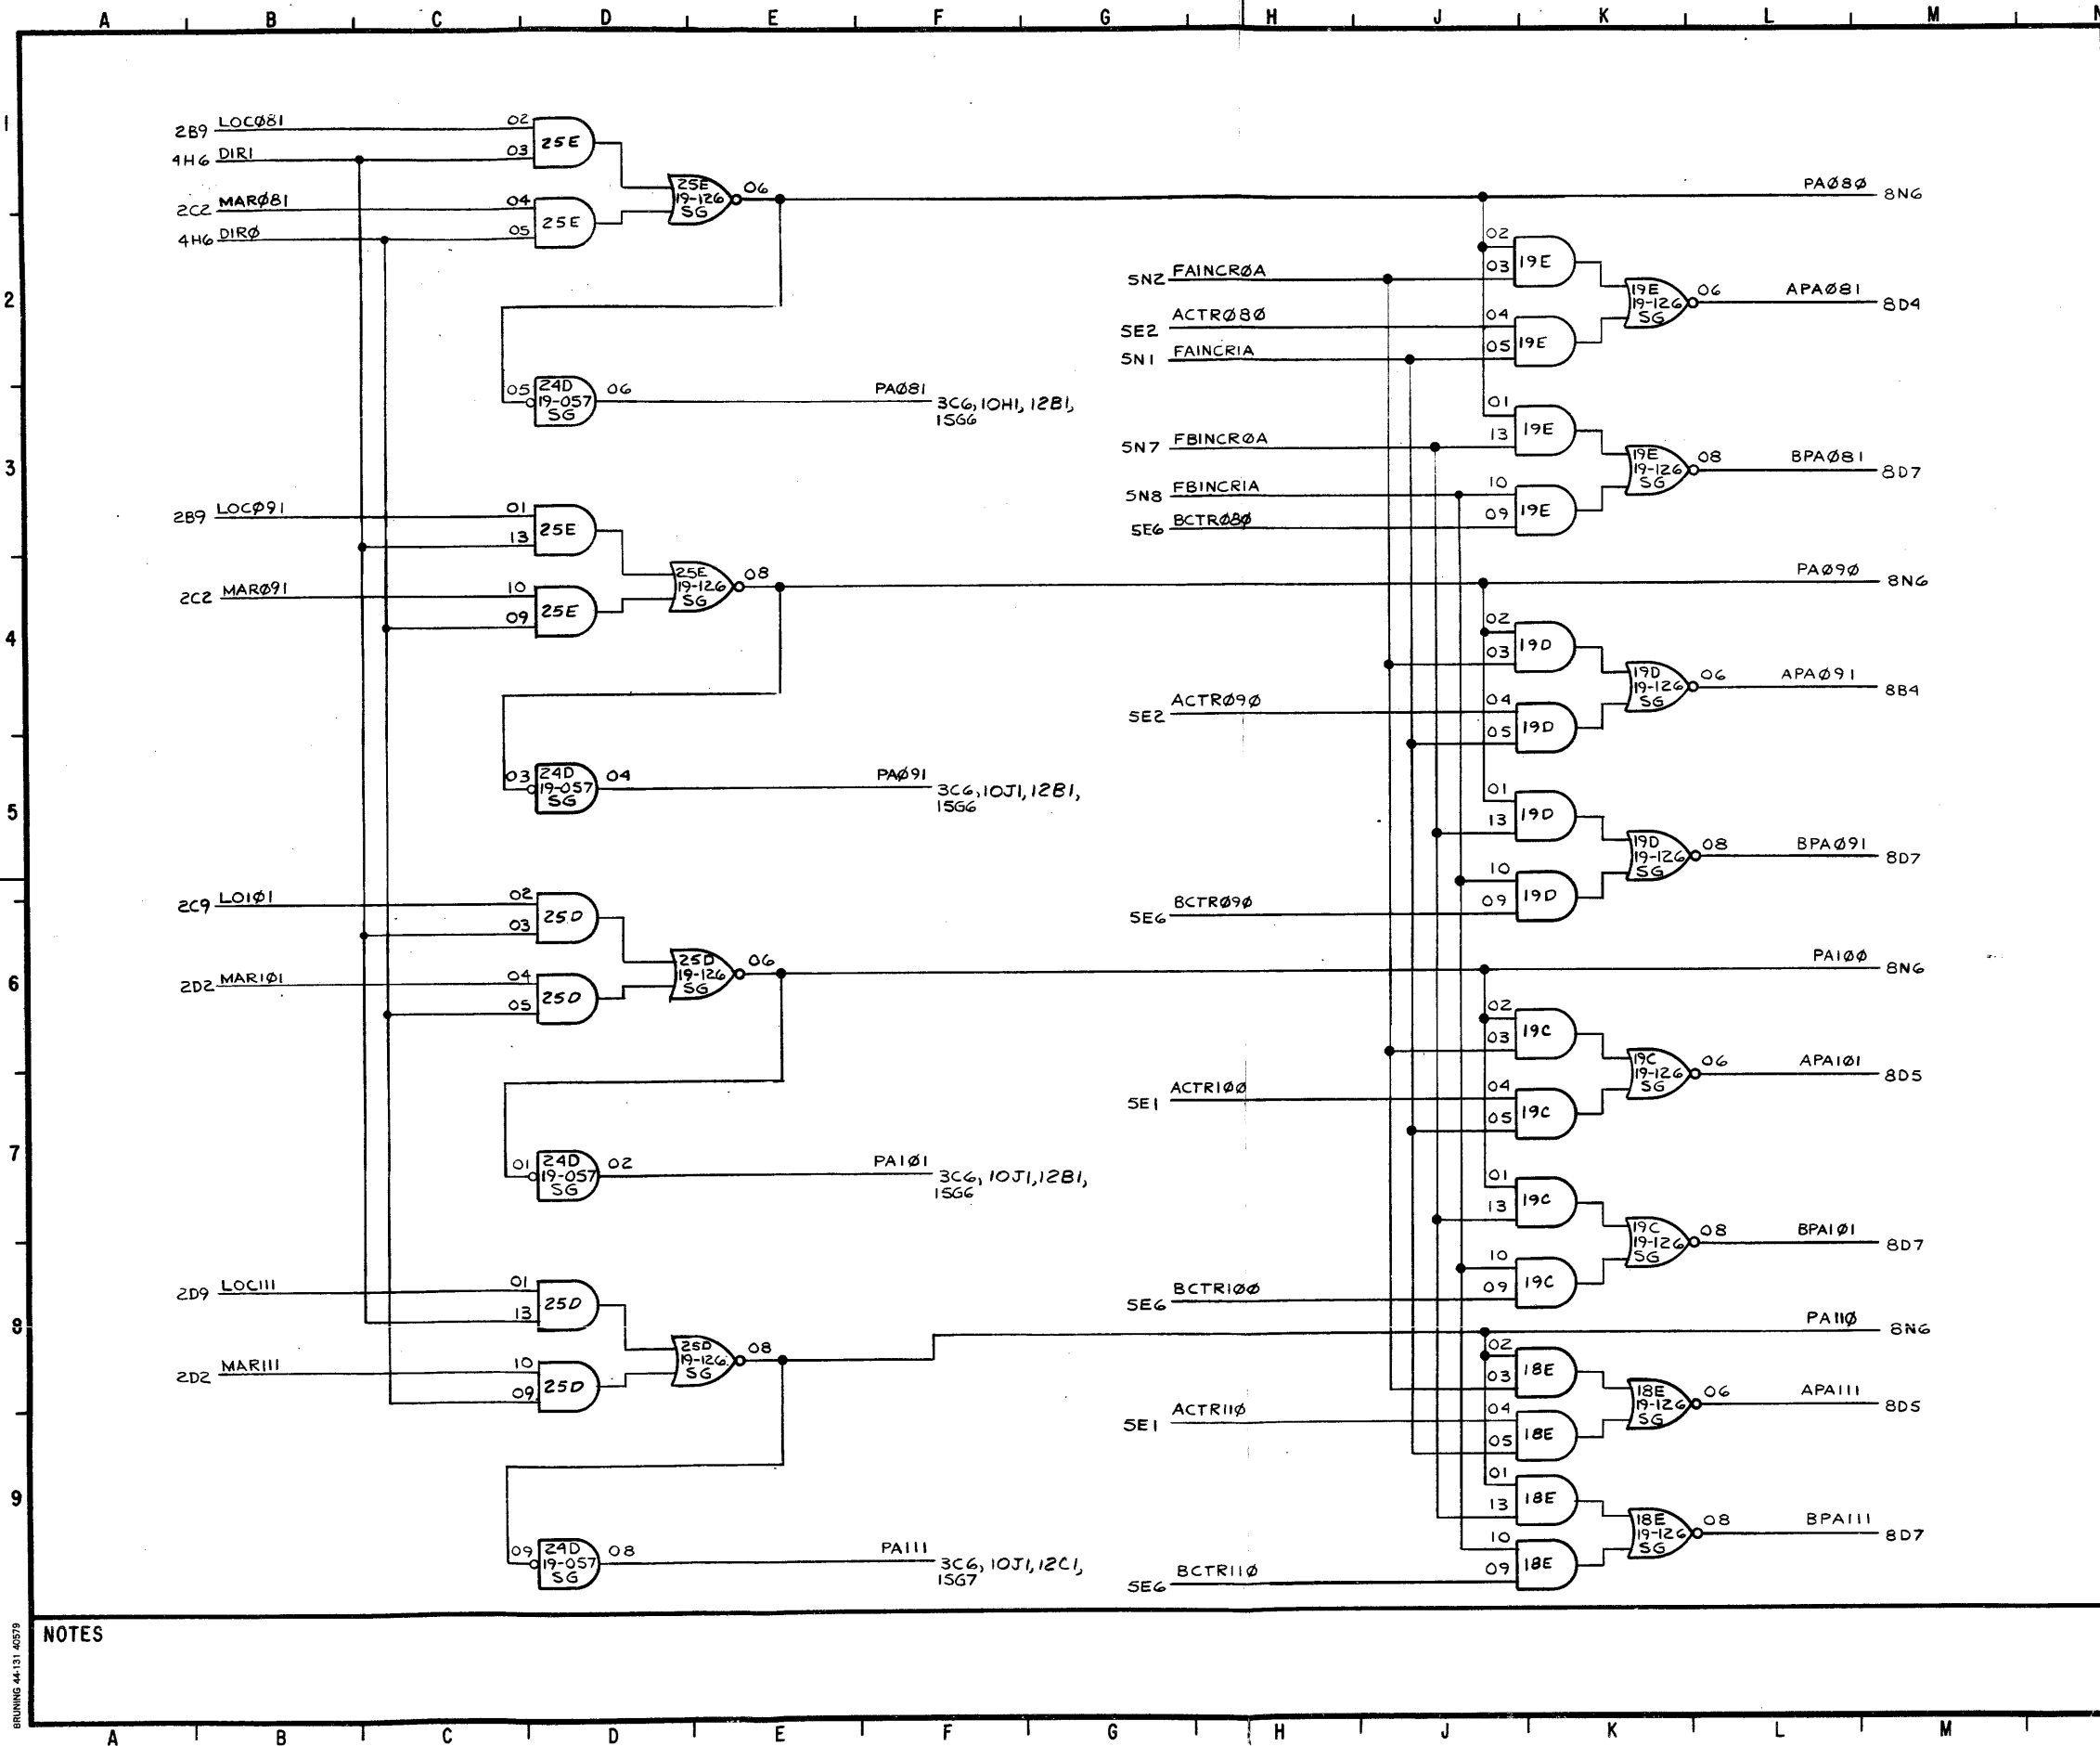 A B C D E F G H J K L M N
1
2B9 LOCØ81 02
4H6 DIR1 03
25E
2C2 MARØ81 04
4H6 DIRØ 05
25E
25E 06
19-126
SG
PAØ8Ø 8N6
02
03 19E
5N2 FAINCRØA
2
5E2 ACTRØ8Ø 04
5N1 FAINCR1A 05 19E
19E 06
19-126
SG
APAØ81 8D4
05 24D 06
19-057
SG
PAØ81 3C6, 10H1, 12B1,
15G6
01
13 19E
5N7 FBINCRØA
3
5N8 FBINCR1A 10
5E6 BCTRØ8Ø 09 19E
19E 08
19-126
SG
BPAØ81 8D7
2B9 LOCØ91 01
13 25E
2C2 MARØ91 10
09 25E
25E 08
19-126
SG
PAØ9Ø 8N6
4
02
03 19D
5E2 ACTRØ9Ø 04
05 19D
19D 06
19-126
SG
APAØ91 8B4
03 24D 04
19-057
SG
PAØ91 3C6, 10J1, 12B1,
15G6
5
01
13 19D
10
5E6 BCTRØ9Ø 09 19D
19D 08
19-126
SG
BPAØ91 8D7
2C9 LO1Ø1 02
03 25D
2D2 MAR1Ø1 04
05 25D
25D 06
19-126
SG
PA1ØØ 8N6
6
02
03 19C
5E1 ACTR1ØØ 04
05 19C
19C 06
19-126
SG
APA1Ø1 8D5
7
01 24D 02
19-057
SG
PA1Ø1 3C6, 10J1, 12B1,
15G6
01
13 19C
10
5E6 BCTR1ØØ 09 19C
19C 08
19-126
SG
BPA1Ø1 8D7
2D9 LOC111 01
13 25D
8
2D2 MAR111 10
09 25D
25D 08
19-126
SG
PA11Ø 8N6
02
03 18E
5E1 ACTR11Ø 04
05 18E
18E 06
19-126
SG
APA111 8D5
9
01
13 18E
10
5E6 BCTR11Ø 09 18E
18E 08
19-126
SG
BPA111 8D7
09 24D 08
19-057
SG
PA111 3C6, 10J1, 12C1,
15G7
NOTES
BRUNING 44-131 40579
A B C D E F G H J K L M